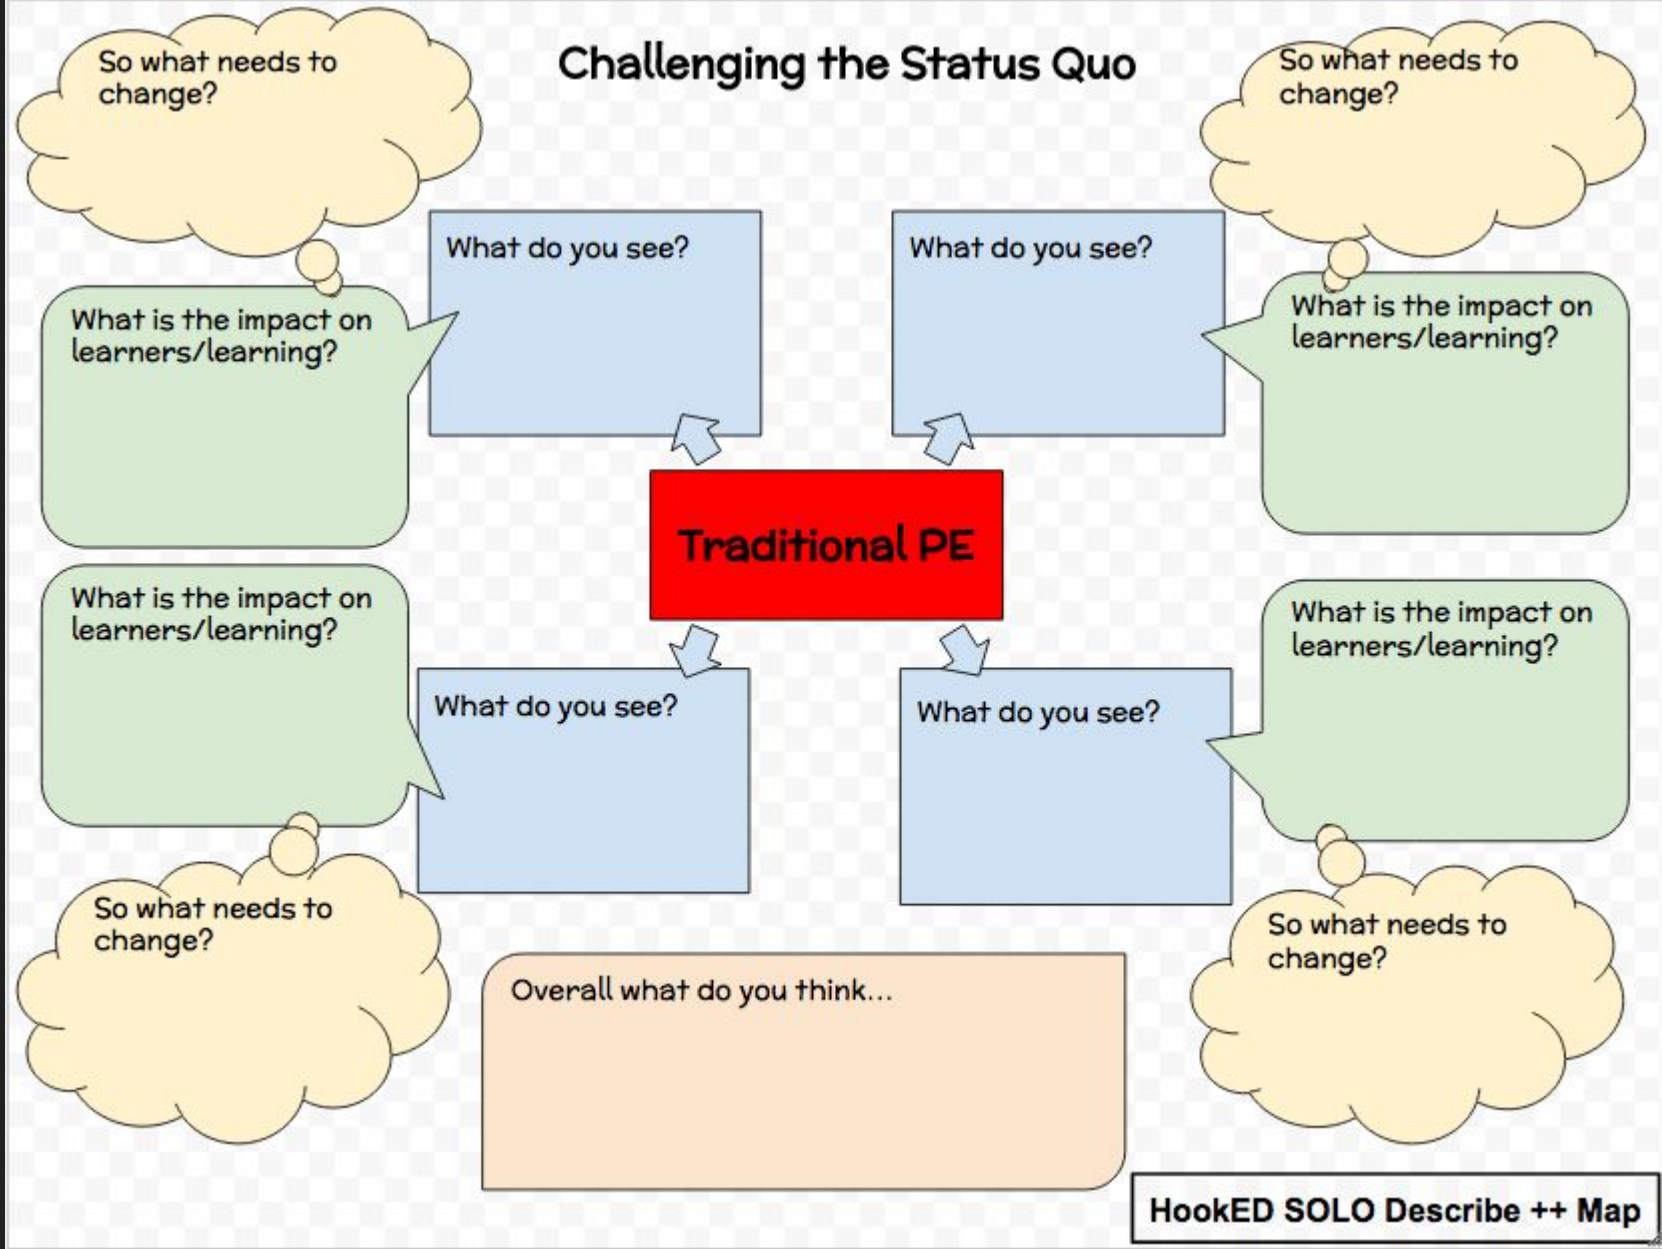 Challenging the Status Quo
So what needs to
change?
So what needs to
change?
What do you see?
What do you see?
What is the impact on
learners/learning?
What is the impact on
learners/learning?
Traditional PE
What is the impact on
learners/learning?
What is the impact on
learners/learning?
What do you see?
What do you see?
So what needs to
change?
So what needs to
change?
Overall what do you think...
HookED SOLO Describe ++ Map